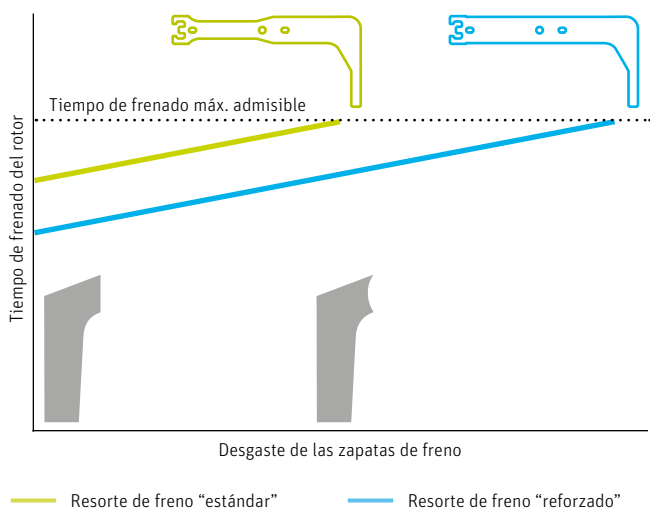 Tiempo de frenado máx. admisible
Tiempo de frenado del rotor
Desgaste de las zapatas de freno
Resorte de freno “estándar”
Resorte de freno “reforzado”